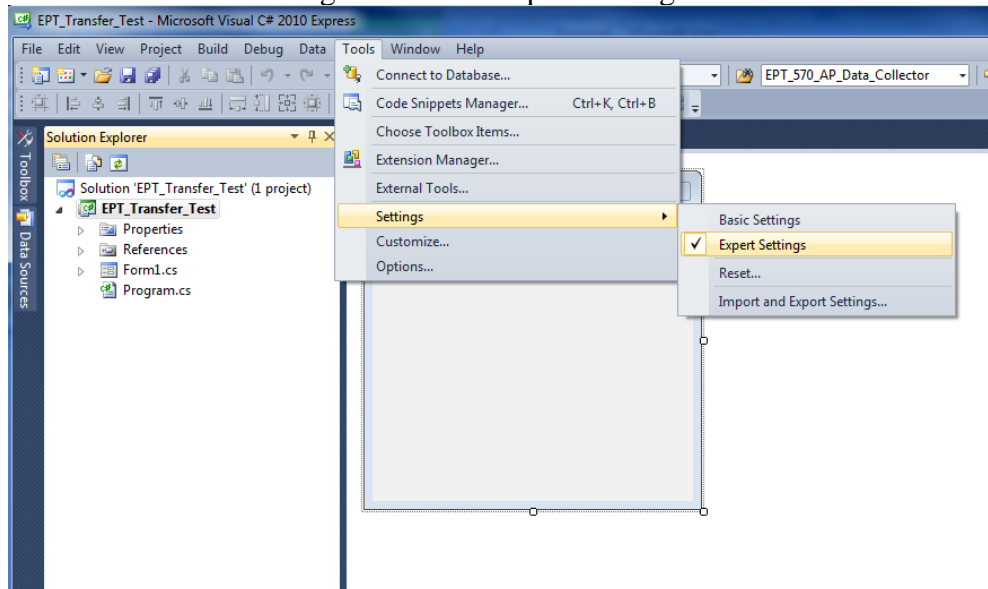 EPT_Transfer_Test - Microsoft Visual C# 2010 Express
File Edit View Project Build Debug Data Tools Window Help
EPT_570_AP_Data_Collector
Connect to Database...
Code Snippets Manager... Ctrl+K, Ctrl+B
Choose Toolbox Items...
Extension Manager...
External Tools...
Settings
Customize...
Options...
Basic Settings
Expert Settings
Reset...
Import and Export Settings...
Toolbox
Data Sources
Solution Explorer
Solution 'EPT_Transfer_Test' (1 project)
EPT_Transfer_Test
Properties
References
Form1.cs
Program.cs